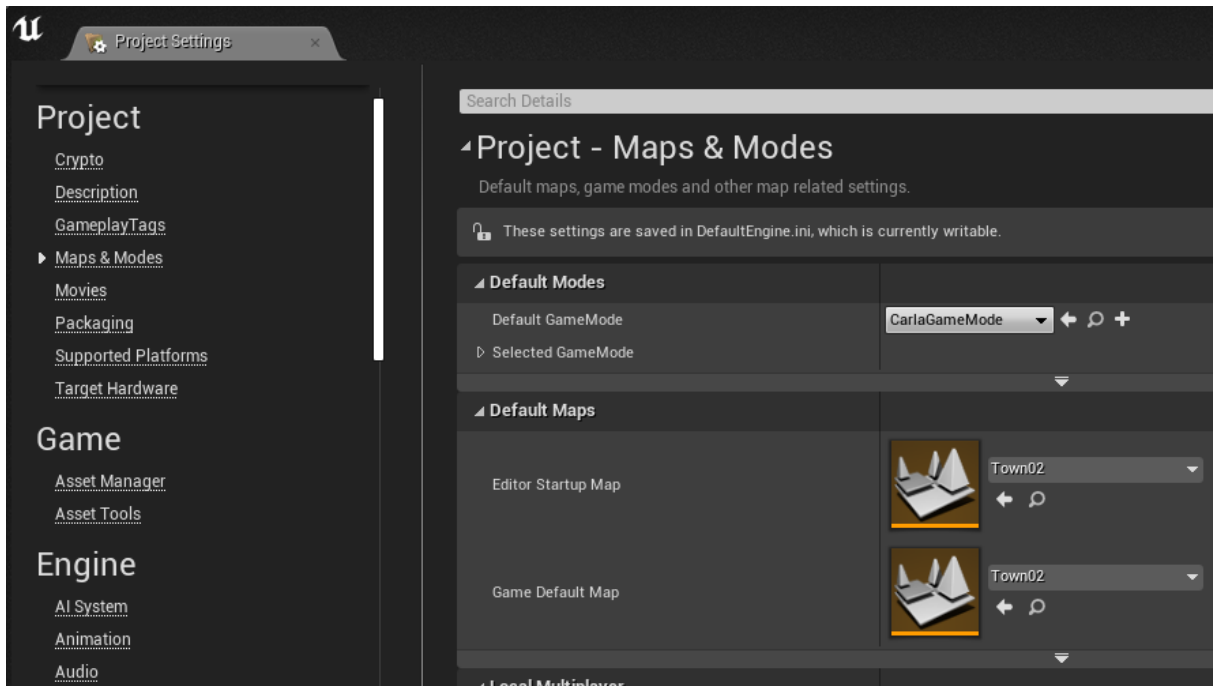 Project Settings
Project
Crypto
Description
GameplayTags
Maps & Modes
Movies
Packaging
Supported Platforms
Target Hardware
Game
Asset Manager
Asset Tools
Engine
AI System
Animation
Audio
Search Details
Project - Maps & Modes
Default maps, game modes and other map related settings.
These settings are saved in DefaultEngine.ini, which is currently writable.
Default Modes
Default GameMode
CarlaGameMode
Selected GameMode
Default Maps
Editor Startup Map
Town02
Game Default Map
Town02
Local Multiplayer